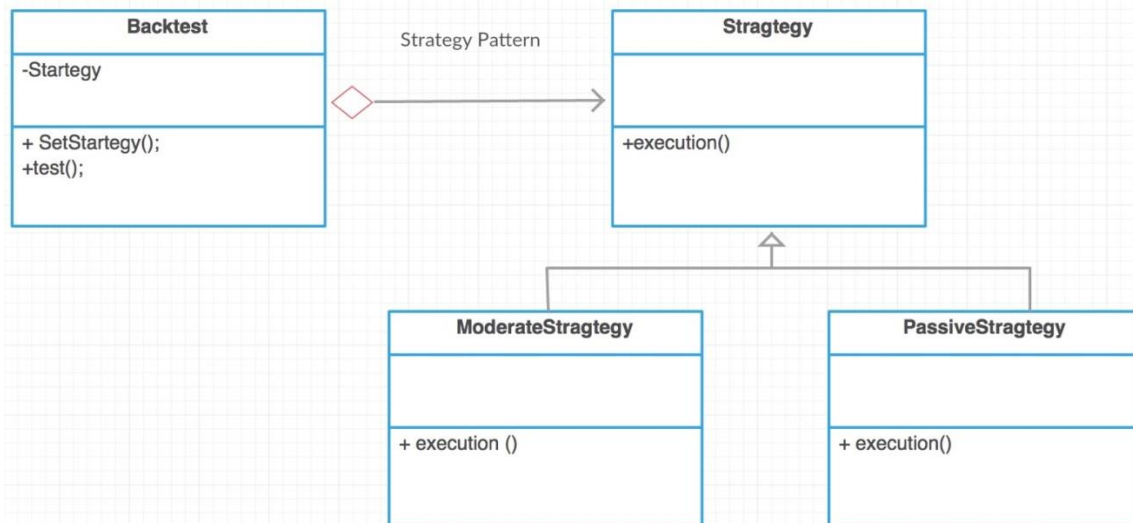 Backtest
-Startegy
+ SetStartegy();
+test();
Strategy Pattern
Stragtegy
+execution()
ModerateStragtegy
+ execution ()
PassiveStragtegy
+ execution()